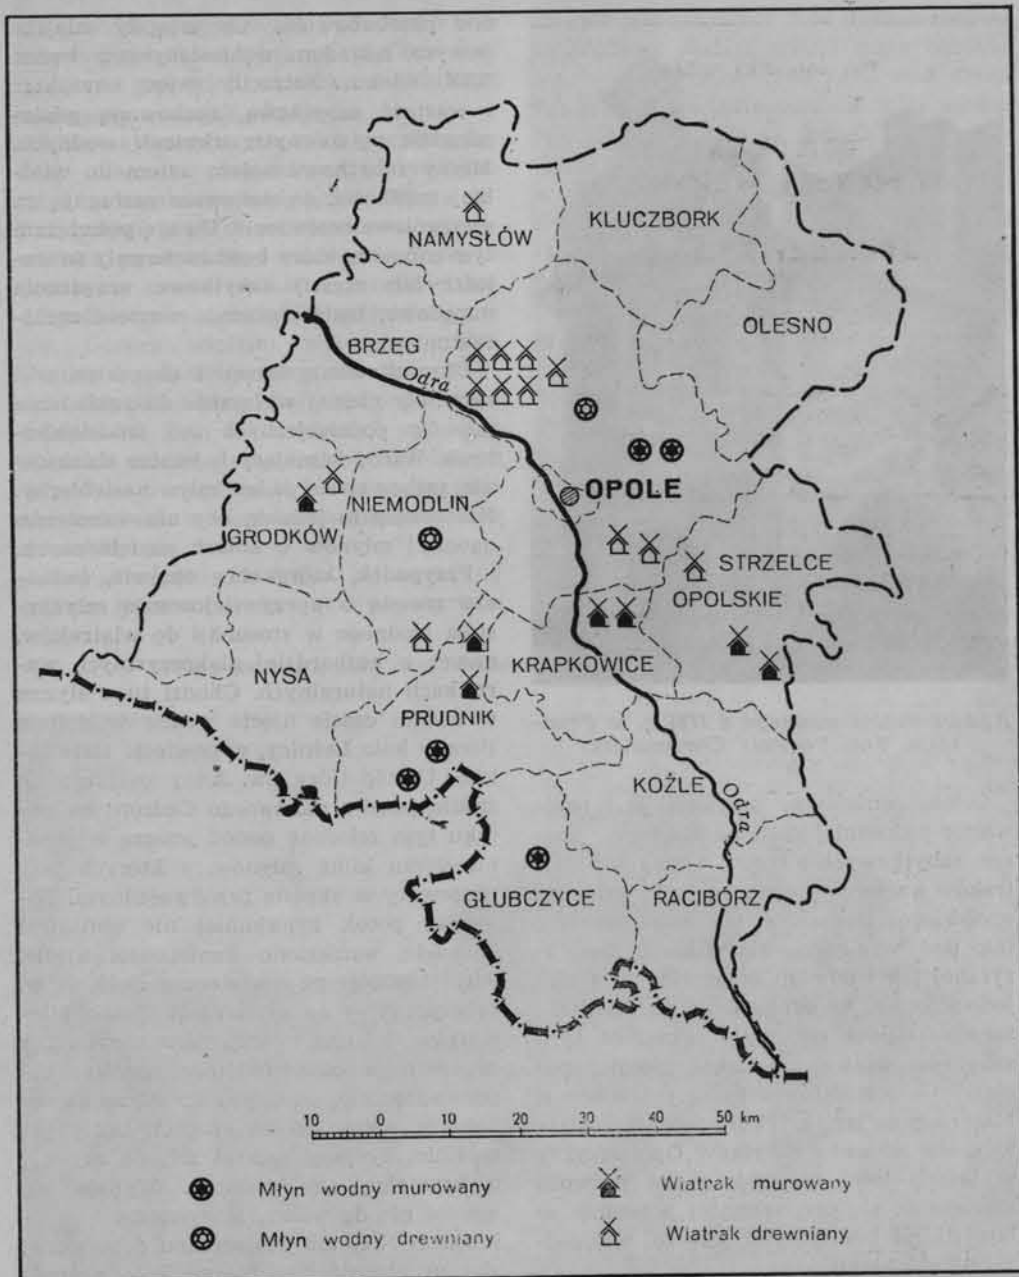 KLUCZBORK
NAMYSŁÓW
OLESNO
BRZEG
Odra
OPOLE
NIEMODLIN
GRODKÓW
STRZELCE
OPOLSKIE
KRAPKOWICE
NYSA
PRUDNIK
KOŹLE
Odra
GŁUBCZYCE
RACIBÓRZ
10 0 10 20 30 40 50 km
Młyn wodny murowany
Wiatrak murowany
Młyn wodny drewniany
Wiatrak drewniany